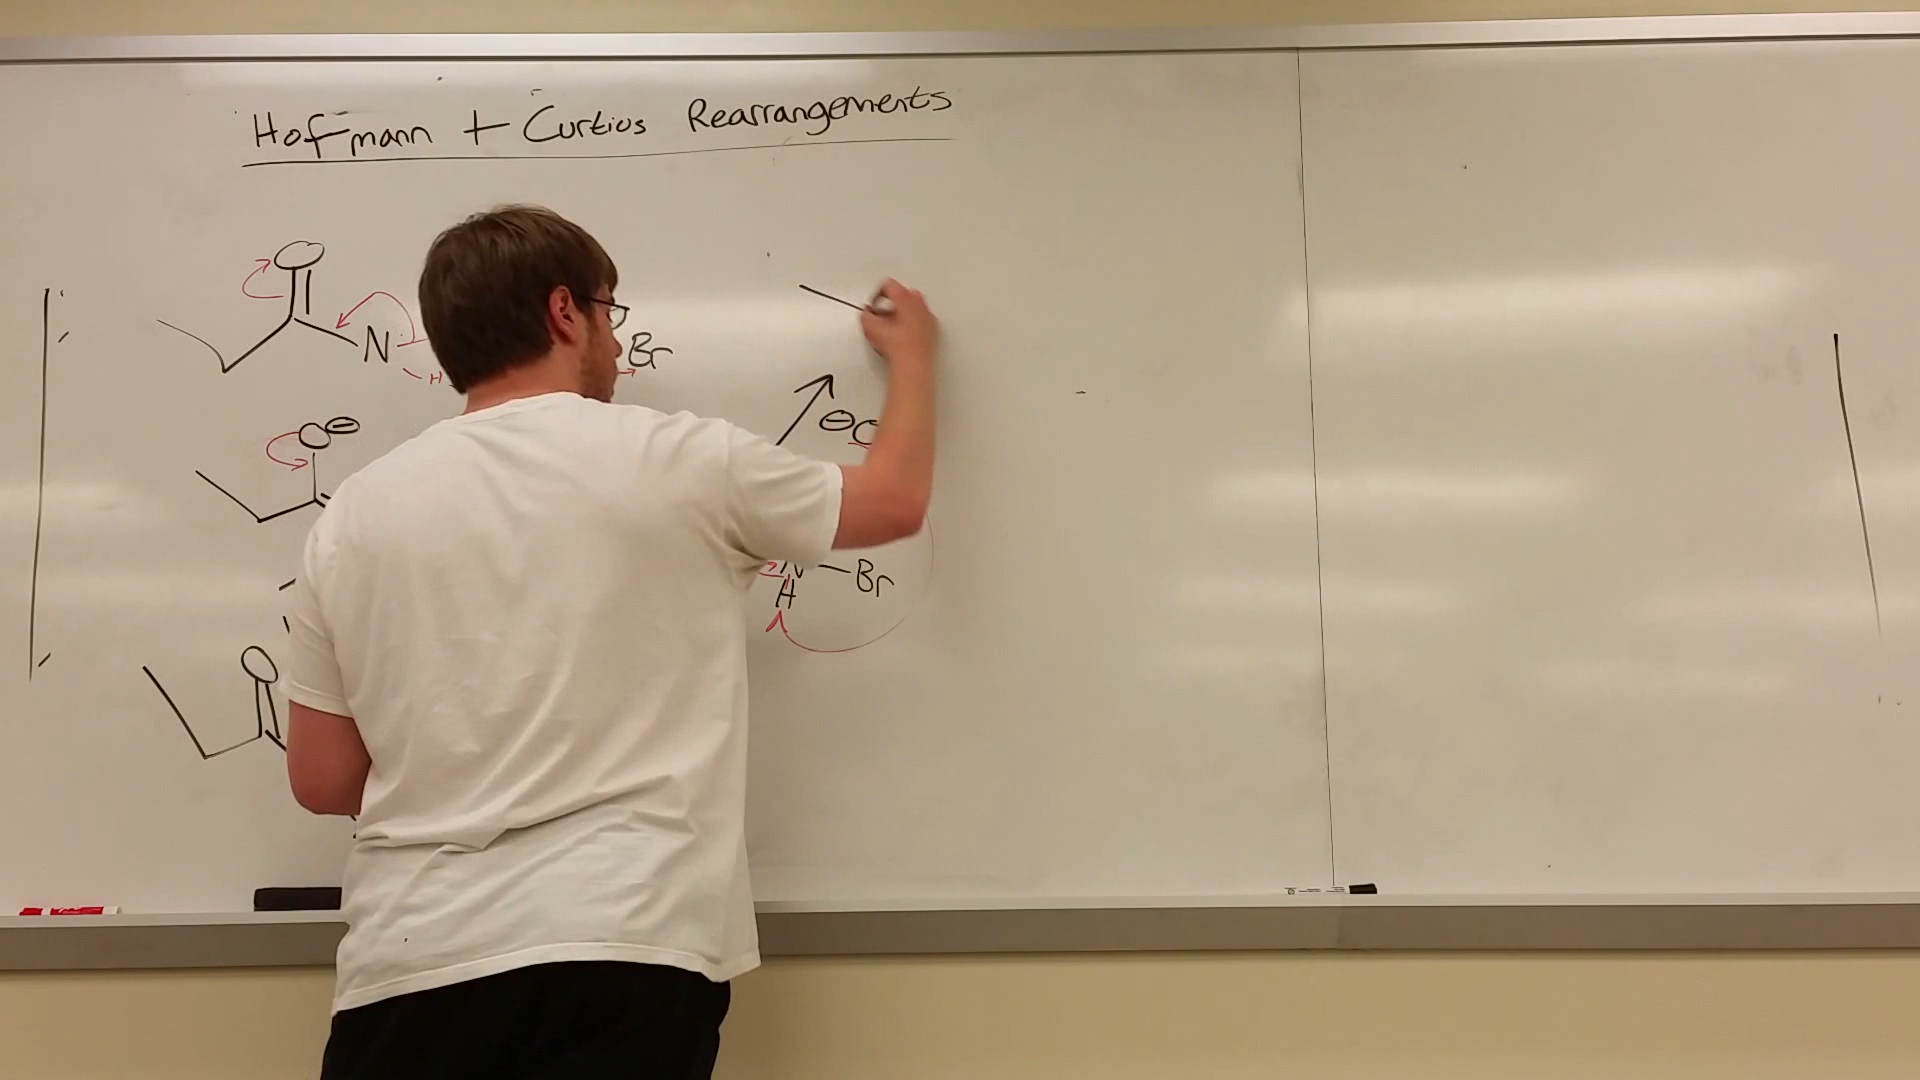 Hofmann + Curtius Rearrangements
O
N
H
Br
O⊖
⊖
N
H
Br
O